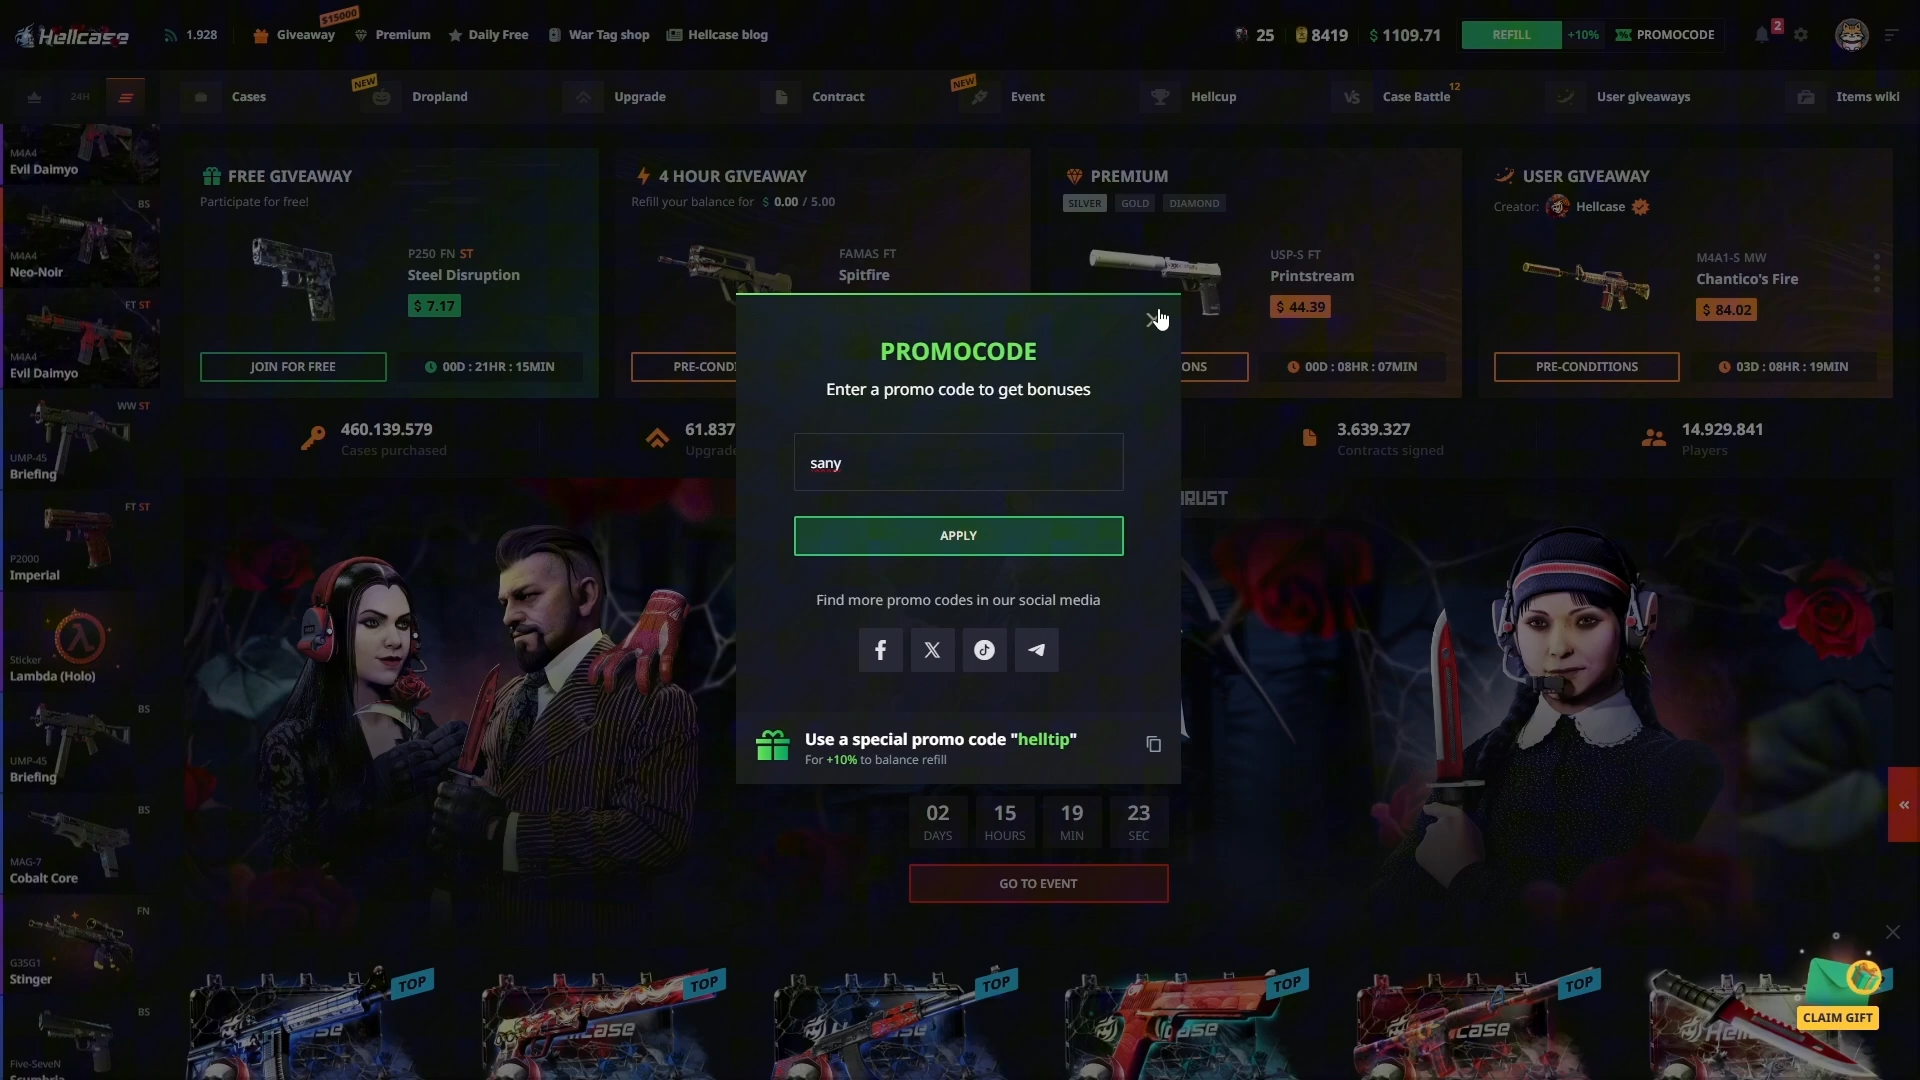 Hellcase
1.928
$15000
Giveaway
Premium
Daily Free
War Tag shop
Hellcase blog
25
8419
$ 1109.71
REFILL
+10%
PROMOCODE
2
24H
Cases
NEW
Dropland
Upgrade
Contract
NEW
Event
Hellcup
VS
Case Battle
12
User giveaways
Items wiki
M4A4
Evil Daimyo
BS
M4A4
Neo-Noir
FT ST
M4A4
Evil Daimyo
WW ST
UMP-45
Briefing
FT ST
P2000
Imperial
Sticker
Lambda (Holo)
BS
UMP-45
Briefing
BS
MAG-7
Cobalt Core
FN
G3SG1
Stinger
BS
Five-SeveN
FREE GIVEAWAY
Participate for free!
P250 FN ST
Steel Disruption
$ 7.17
JOIN FOR FREE
00D : 21HR : 15MIN
4 HOUR GIVEAWAY
Refill your balance for $ 0.00 / 5.00
FAMAS FT
Spitfire
PRE-COND
PREMIUM
SILVER
GOLD
DIAMOND
USP-S FT
Printstream
$ 44.39
ONS
00D : 08HR : 07MIN
USER GIVEAWAY
Creator: Hellcase
M4A1-S MW
Chantico's Fire
$ 84.02
PRE-CONDITIONS
03D : 08HR : 19MIN
460.139.579
Cases purchased
61.837
Upgrade
3.639.327
Contracts signed
14.929.841
Players
PROMOCODE
Enter a promo code to get bonuses
sany
APPLY
Find more promo codes in our social media
Use a special promo code "helltip"
For +10% to balance refill
RUST
02
DAYS
15
HOURS
19
MIN
23
SEC
GO TO EVENT
TOP
TOP
TOP
TOP
TOP
CLAIM GIFT